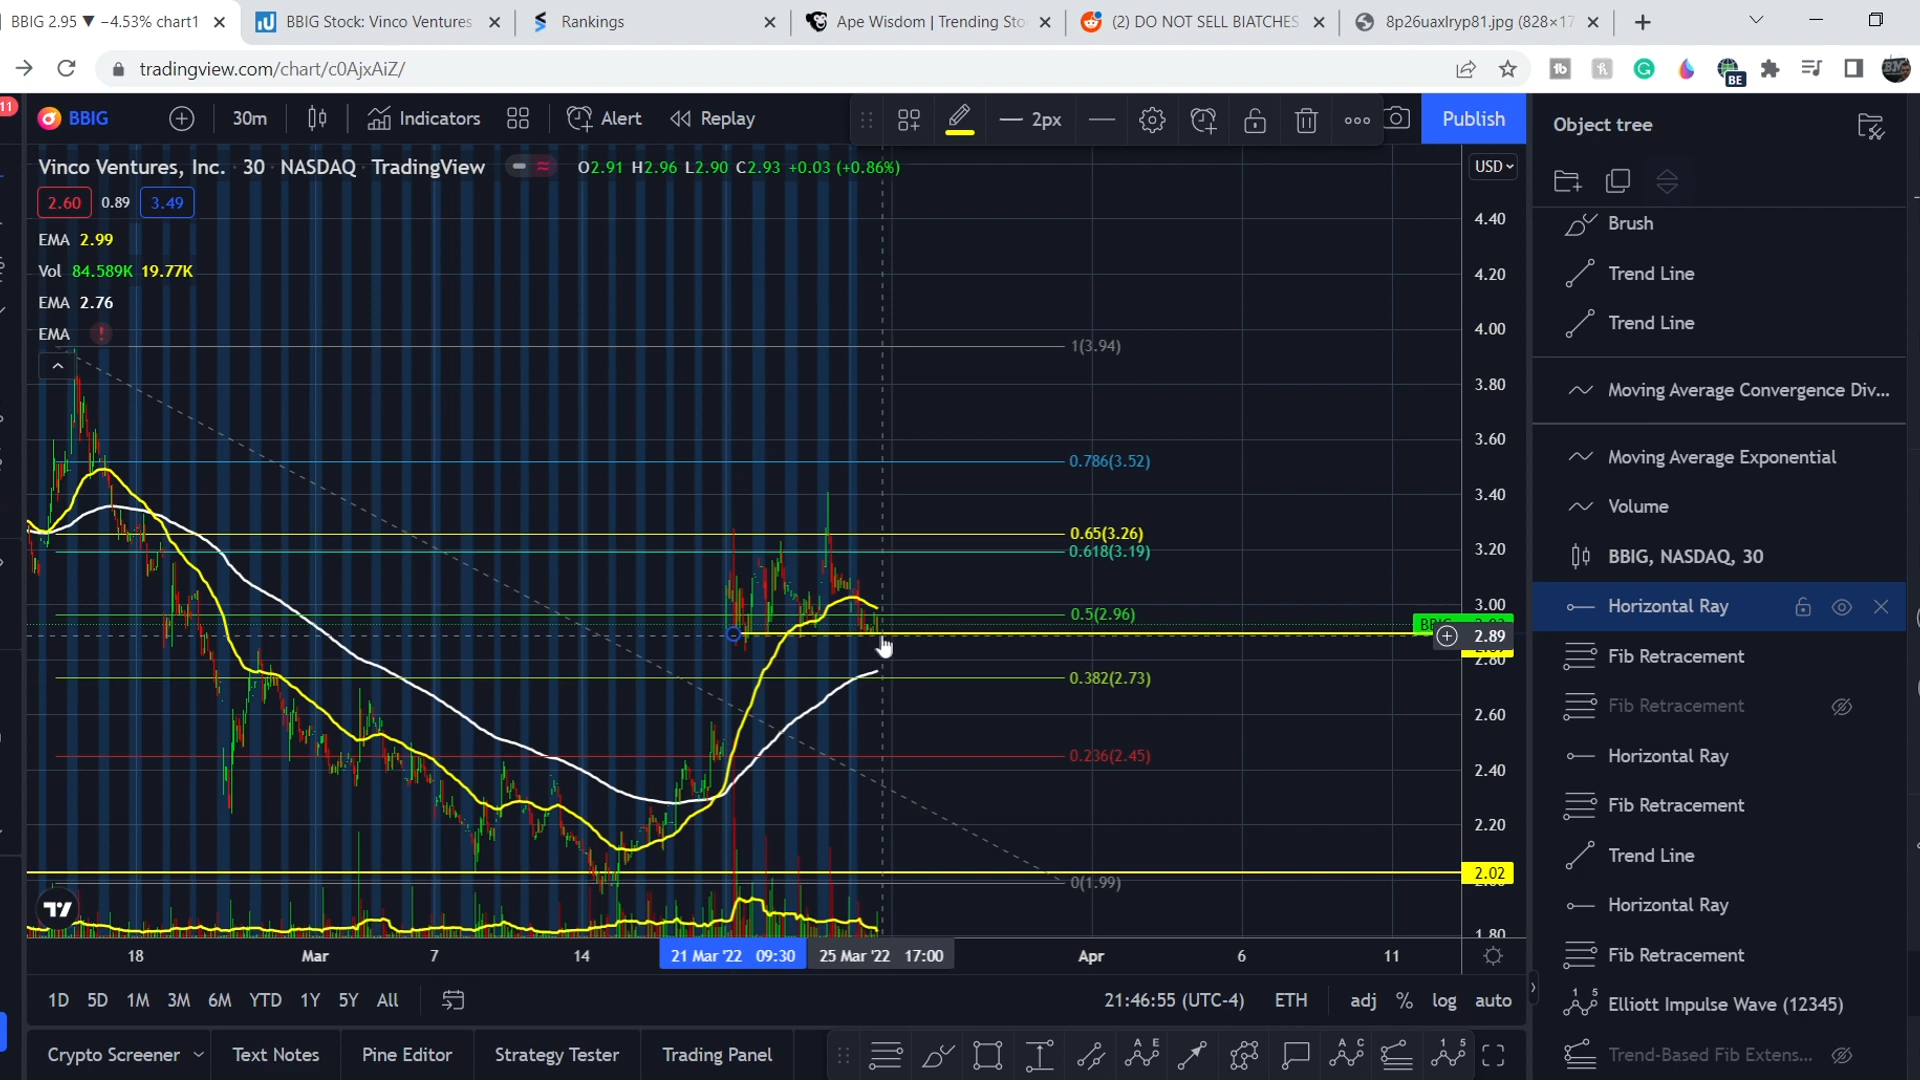 BBIG 2.95 ▼ −4.53% chart1
BBIG Stock: Vinco Ventures
Rankings
Ape Wisdom | Trending Sto
(2) DO NOT SELL BIATCHES
8p26uaxlryp81.jpg (828×17
tradingview.com/chart/c0AjxAiZ/
BE
11
BBIG
30m
Indicators
Alert
Replay
2px
Publish
Object tree
Vinco Ventures, Inc. · 30 · NASDAQ · TradingView
O2.91 H2.96 L2.90 C2.93 +0.03 (+0.86%)
USD
2.60
0.89
3.49
EMA 2.99
Vol 84.589K 19.77K
EMA 2.76
EMA
!
1(3.94)
0.786(3.52)
0.65(3.26)
0.618(3.19)
0.5(2.96)
0.382(2.73)
0.236(2.45)
0(1.99)
4.40
4.20
4.00
3.80
3.60
3.40
3.20
3.00
2.89
2.80
2.60
2.40
2.20
2.02
1.80
Brush
Trend Line
Trend Line
Moving Average Convergence Div...
Moving Average Exponential
Volume
BBIG, NASDAQ, 30
Horizontal Ray
Fib Retracement
Fib Retracement
Horizontal Ray
Fib Retracement
Trend Line
Horizontal Ray
Fib Retracement
Elliott Impulse Wave (12345)
Trend-Based Fib Extens...
18
Mar
7
14
21 Mar '22 09:30
25 Mar '22 17:00
Apr
6
11
1D 5D 1M 3M 6M YTD 1Y 5Y All
21:46:55 (UTC-4)
ETH
adj
%
log
auto
Crypto Screener
Text Notes
Pine Editor
Strategy Tester
Trading Panel